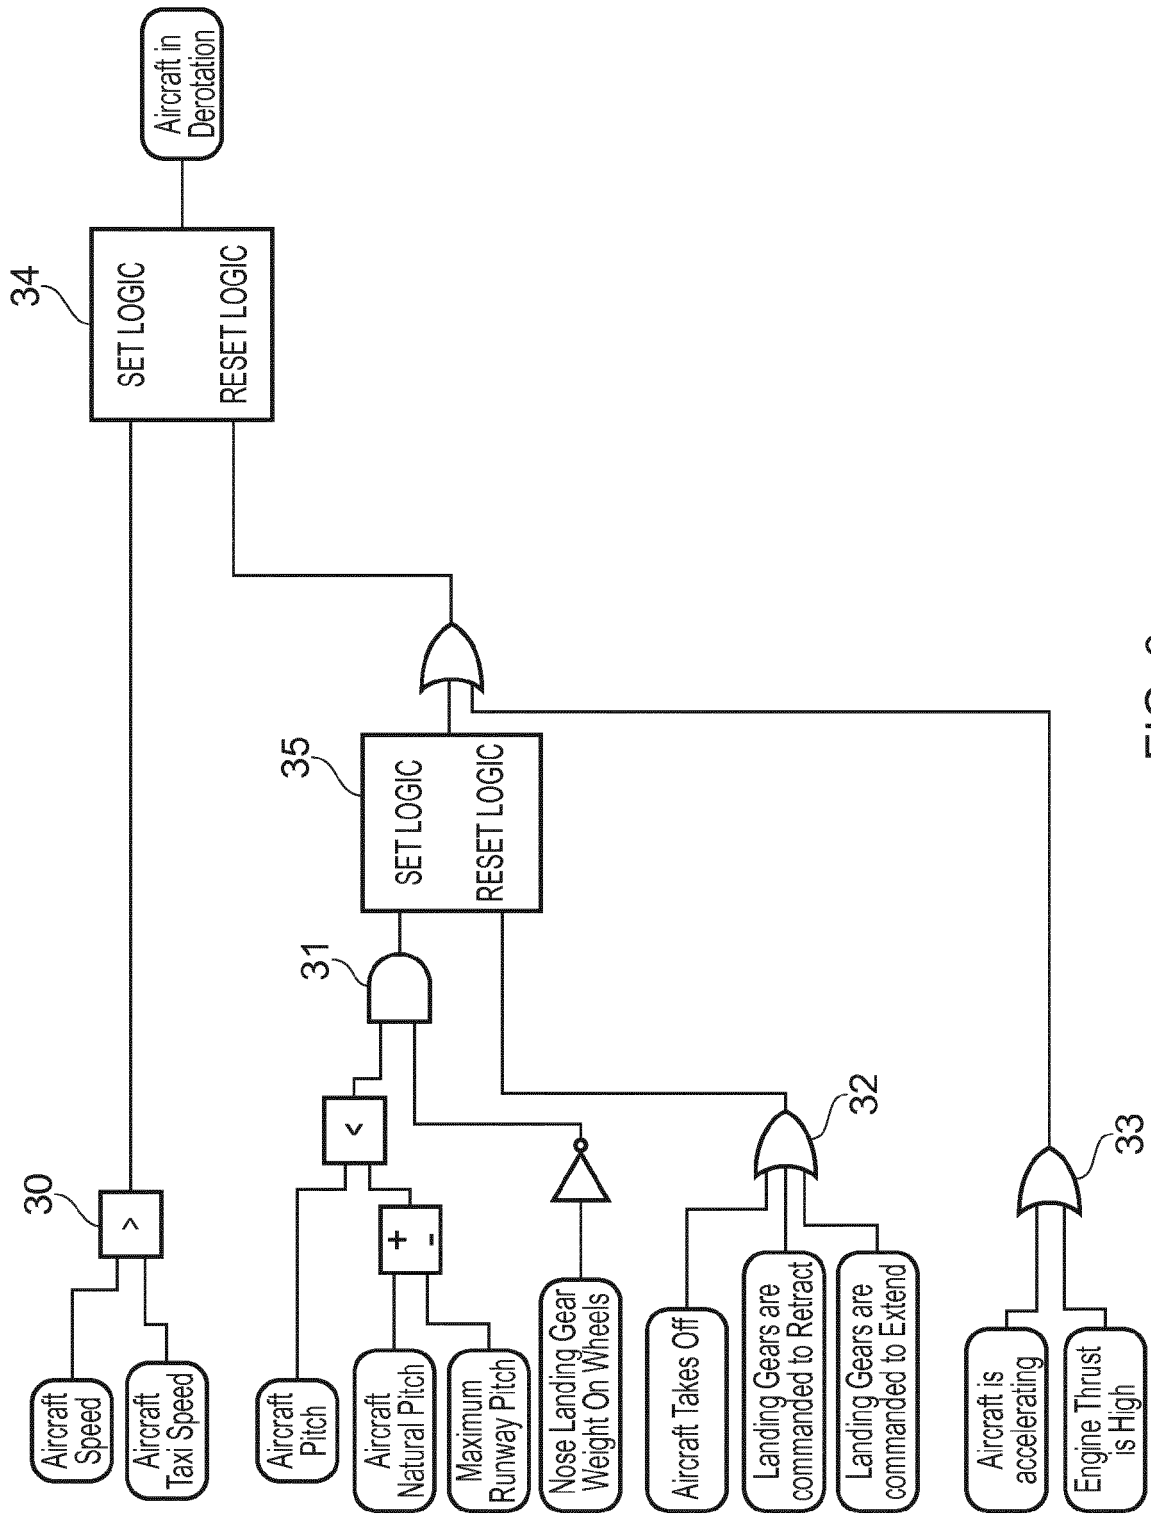 Aircraft
Speed
Aircraft
Taxi Speed
30
>
34
SET LOGIC
RESET LOGIC
Aircraft in
Derotation
Aircraft
Pitch
Aircraft
Natural Pitch
Maximum
Runway Pitch
+
-
<
31
35
SET LOGIC
RESET LOGIC
Nose Landing Gear
Weight On Wheels
Aircraft Takes Off
Landing Gears are
commanded to Retract
Landing Gears are
commanded to Extend
32
Aircraft is
accelerating
Engine Thrust
is High
33
FIG